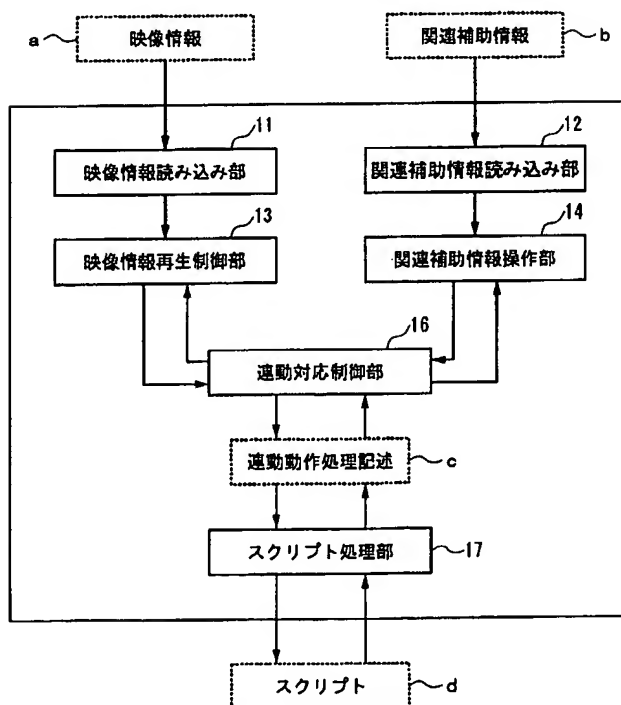 a
映像情報
関連補助情報
b
11
映像情報読み込み部
12
関連補助情報読み込み部
13
映像情報再生制御部
14
関連補助情報操作部
16
連動対応制御部
連動動作処理記述
c
スクリプト処理部
17
スクリプト
d